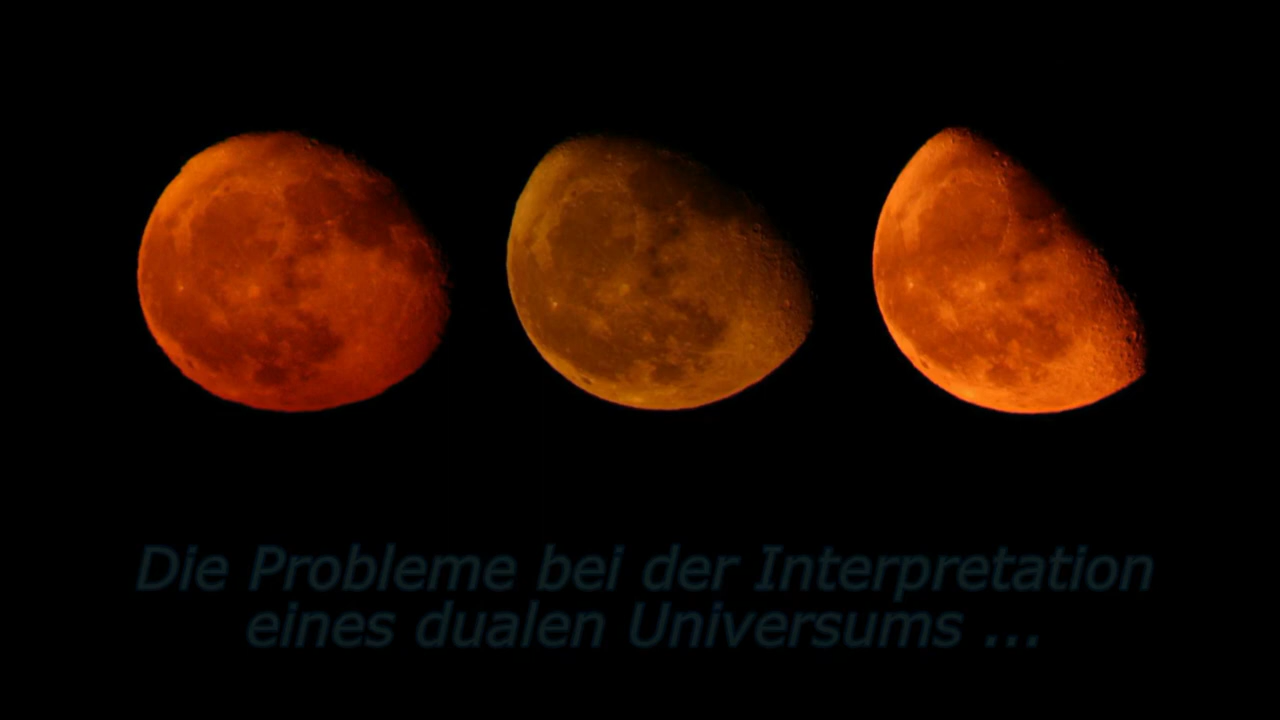 Die Probleme bei der Interpretation
eines dualen Universums ...